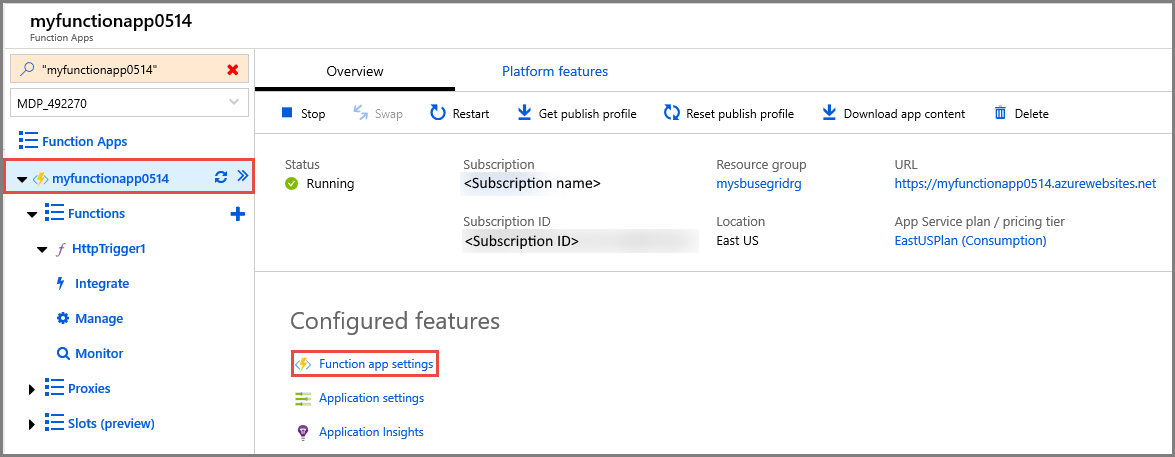 myfunctionapp0514
Function Apps
"myfunctionapp0514"
MDP_492270
Function Apps
myfunctionapp0514
Functions
HttpTrigger1
Integrate
Manage
Monitor
Proxies
Slots (preview)
Overview
Platform features
Stop
Swap
Restart
Get publish profile
Reset publish profile
Download app content
Delete
Status
Running
Subscription
<Subscription name>
Subscription ID
<Subscription ID>
Resource group
mysbusegridrg
Location
East US
URL
https://myfunctionapp0514.azurewebsites.net
App Service plan / pricing tier
EastUSPlan (Consumption)
Configured features
Function app settings
Application settings
Application Insights